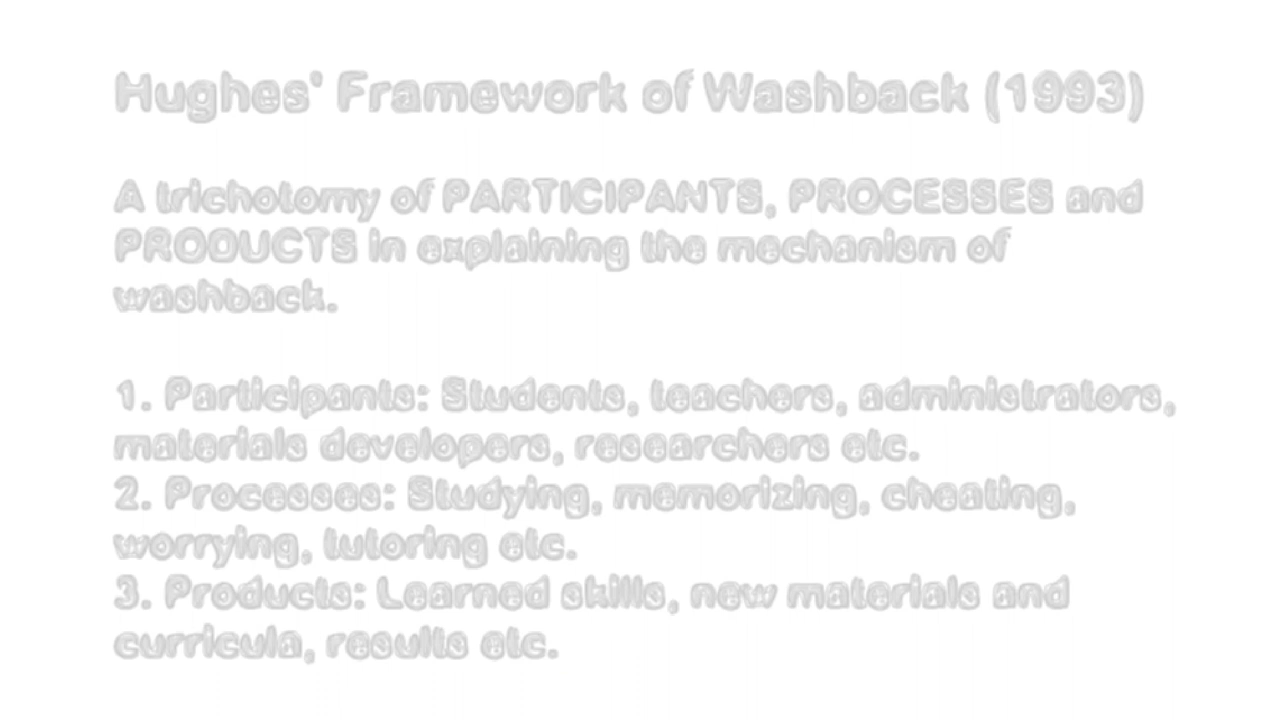 Hughes' Framework of Washback (1993)
A trichotomy of PARTICIPANTS, PROCESSES and
PRODUCTS in explaining the mechanism of
washback.
1. Participants: Students, teachers, administrators,
materials developers, researchers etc.
2. Processes: Studying, memorizing, cheating,
worrying, tutoring etc.
3. Products: Learned skills, new materials and
curricula, results etc.